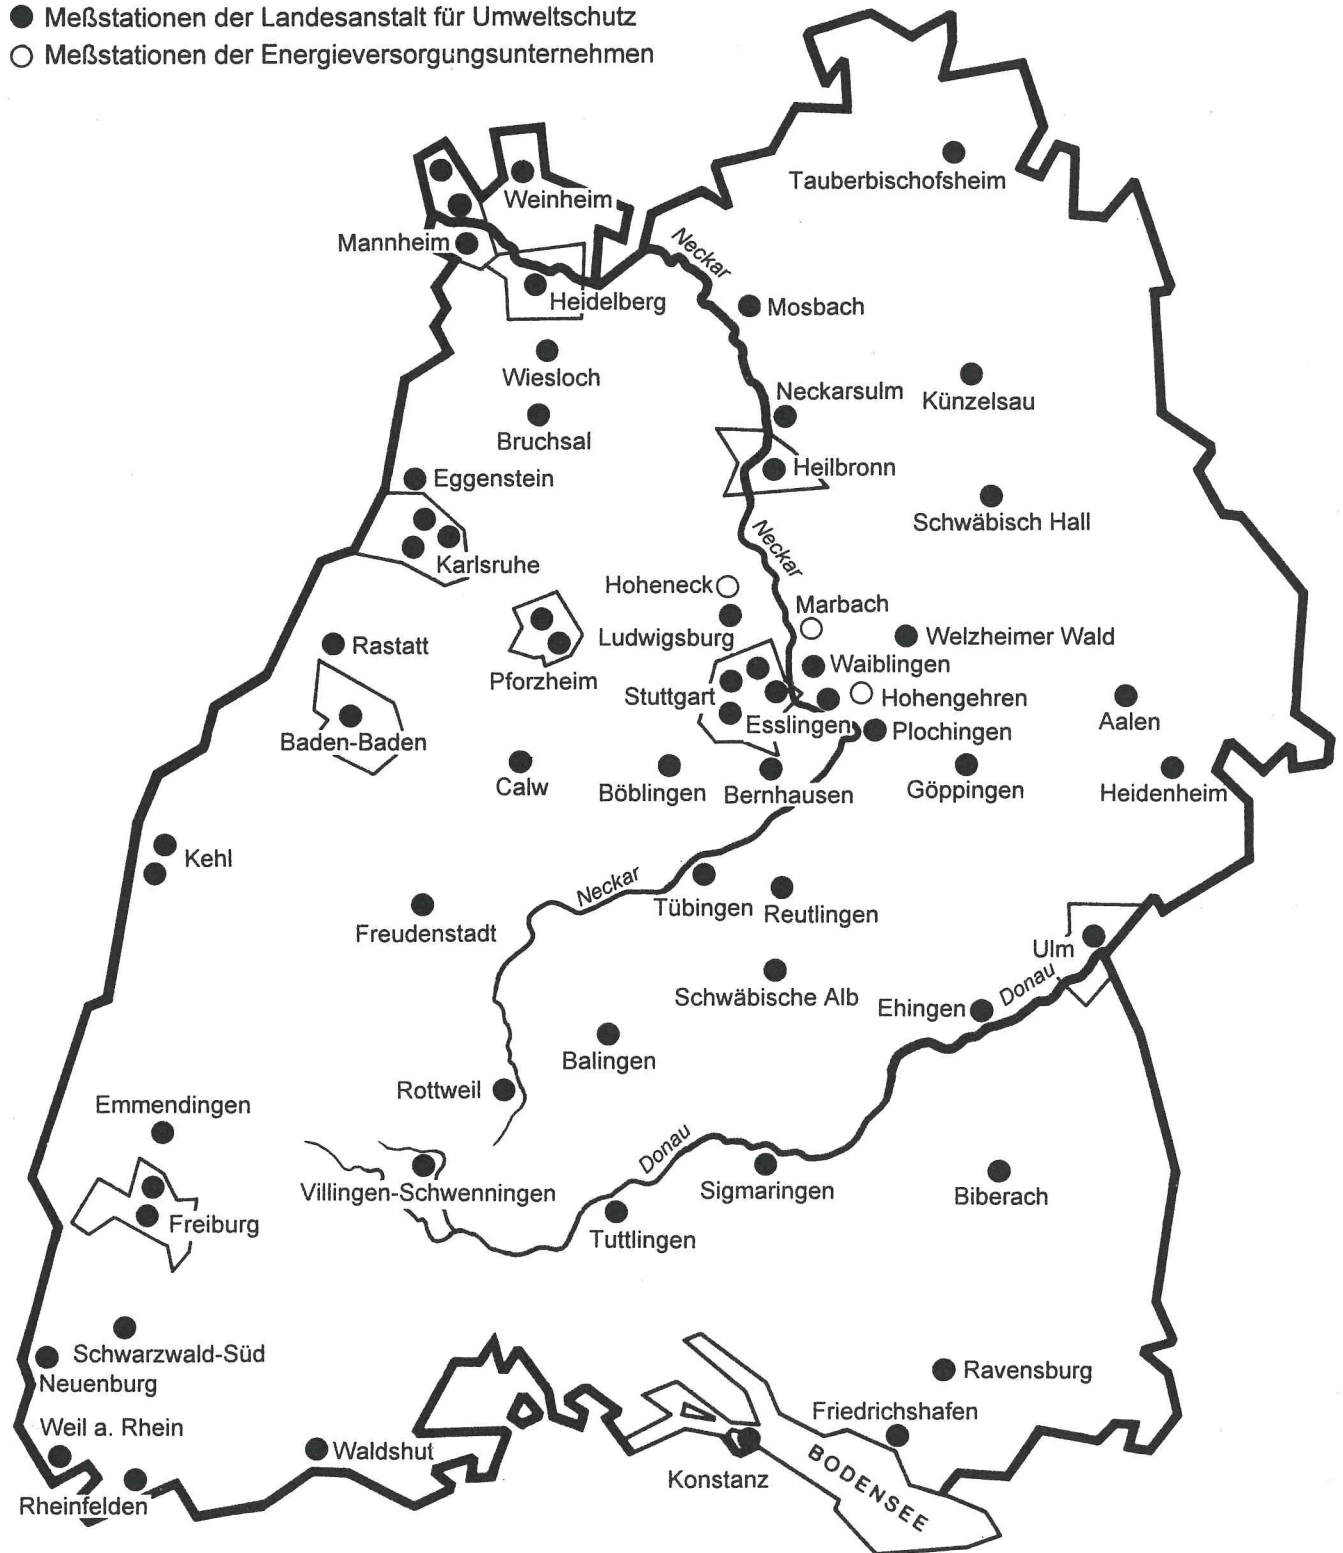 Meßstationen der Landesanstalt für Umweltschutz
Meßstationen der Energieversorgungsunternehmen
Tauberbischofsheim
Weinheim
Mannheim
Neckar
Heidelberg
Mosbach
Wiesloch
Neckarsulm
Künzelsau
Bruchsal
Heilbronn
Eggenstein
Schwäbisch Hall
Neckar
Karlsruhe
Hoheneck
Marbach
Ludwigsburg
Welzheimer Wald
Rastatt
Waiblingen
Pforzheim
Stuttgart
Hohengehren
Aalen
Esslingen
Plochingen
Baden-Baden
Calw
Böblingen
Bernhausen
Göppingen
Heidenheim
Kehl
Neckar
Tübingen
Reutlingen
Freudenstadt
Ulm
Donau
Schwäbische Alb
Ehingen
Balingen
Rottweil
Emmendingen
Donau
Villingen-Schwenningen
Sigmaringen
Biberach
Freiburg
Tuttlingen
Schwarzwald-Süd
Neuenburg
Ravensburg
Friedrichshafen
Weil a. Rhein
Waldshut
Konstanz
BODENSEE
Rheinfelden